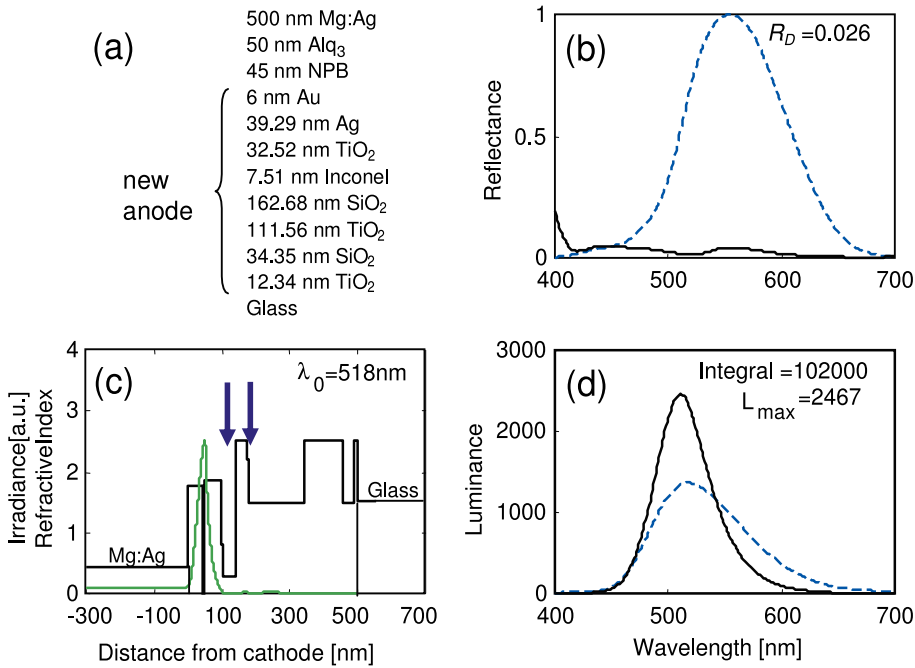 (a)
500 nm Mg:Ag
50 nm Alq3
45 nm NPB
6 nm Au
39.29 nm Ag
32.52 nm TiO2
7.51 nm Inconel
162.68 nm SiO2
111.56 nm TiO2
34.35 nm SiO2
12.34 nm TiO2
Glass
new
anode
(b)
R_D =0.026
Reflectance
1
0.5
0
400 500 600 700
(c)
λ_0=518nm
Irradiance[a.u.]
RefractiveIndex
4
3
2
1
0
Mg:Ag
Glass
-300 -100 100 300 500 700
Distance from cathode [nm]
(d)
Integral =102000
L_max =2467
Luminance
3000
2000
1000
0
400 500 600 700
Wavelength [nm]